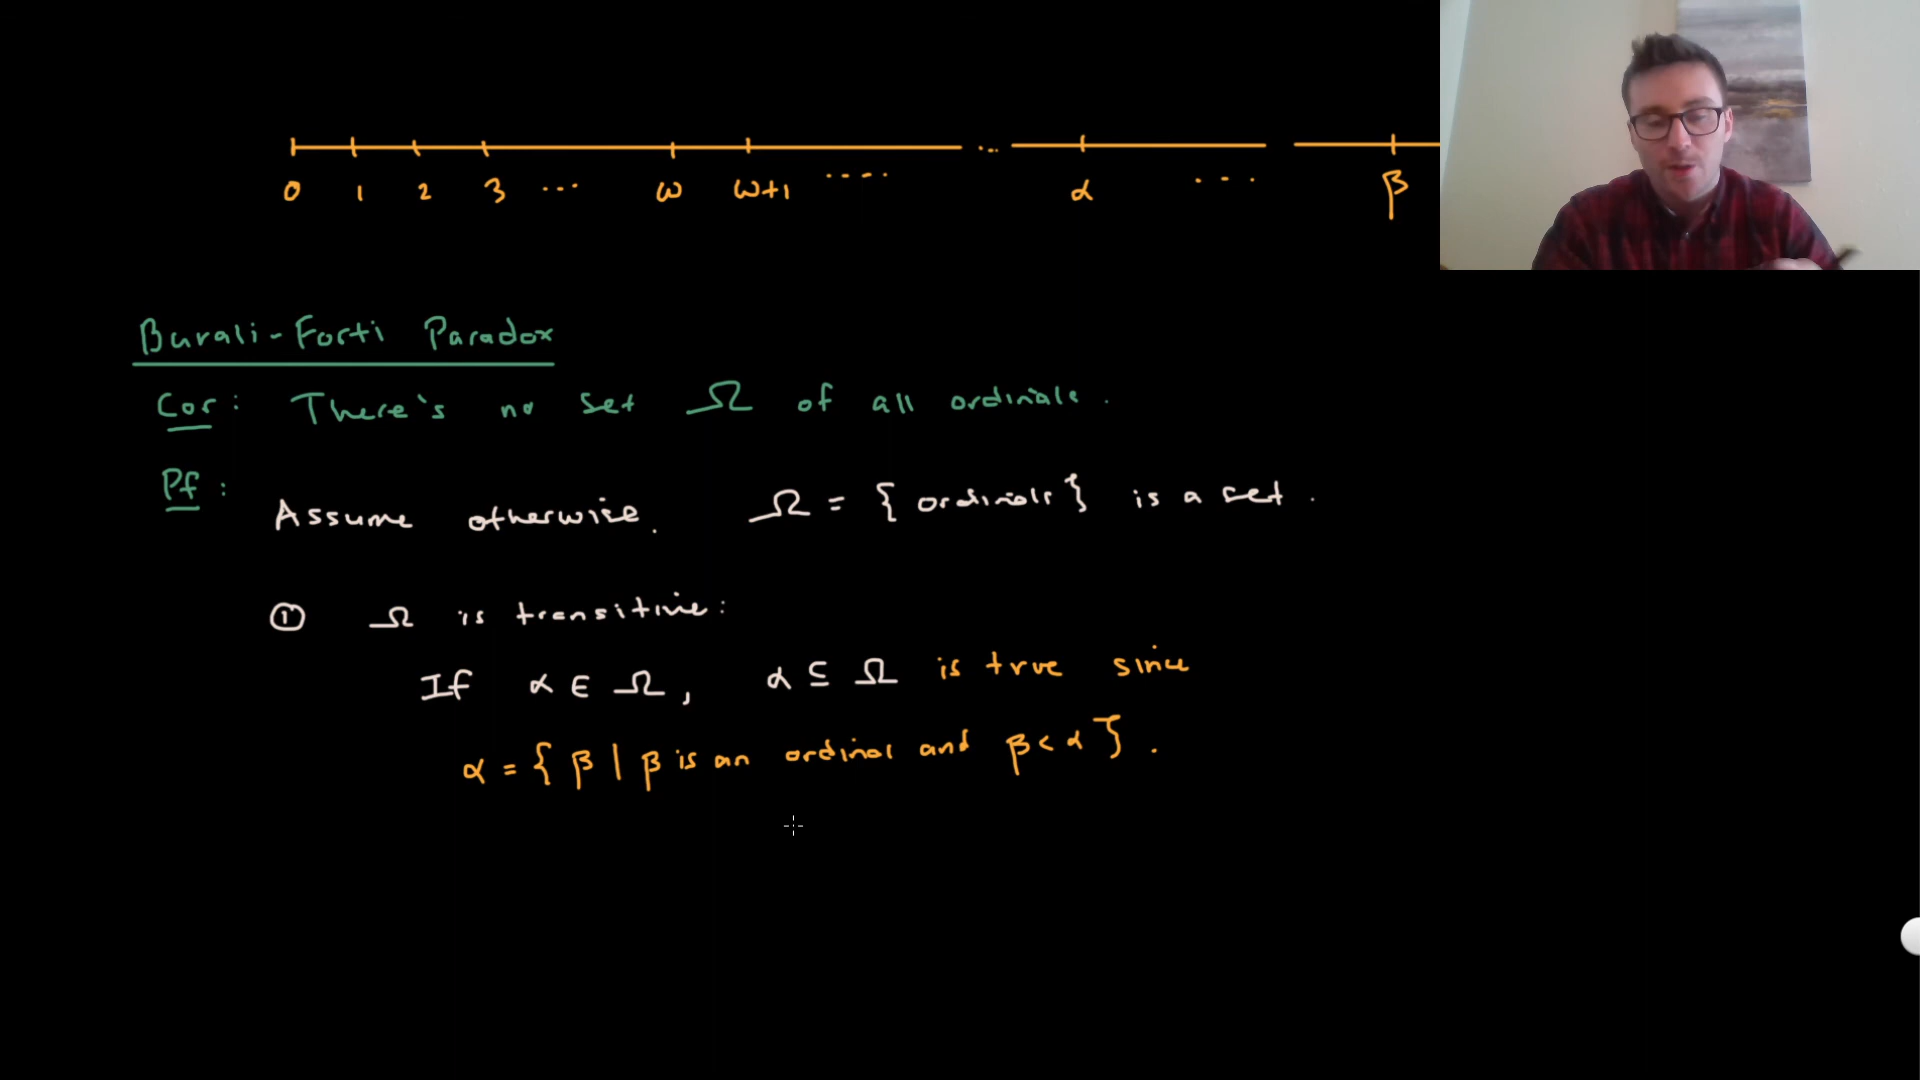 0 1 2 3 ... ω ω+1 .... ... α ... β
Burali-Forti Paradox
Cor: There's no set Ω of all ordinals.
Pf:
Assume otherwise. Ω = { ordinals } is a set.
① Ω is transitive:
If α ∈ Ω, α ⊆ Ω is true since
α = { β | β is an ordinal and β < α } .